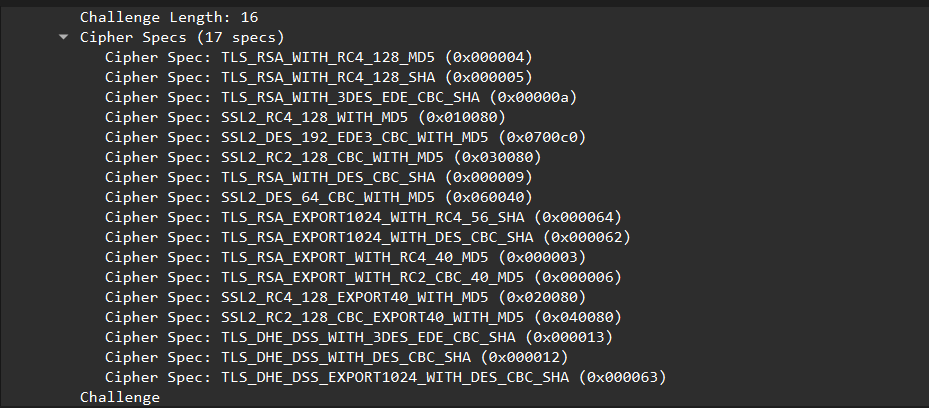 Challenge Length: 16
Cipher Specs (17 specs)
Cipher Spec: TLS_RSA_WITH_RC4_128_MD5 (0x000004)
Cipher Spec: TLS_RSA_WITH_RC4_128_SHA (0x000005)
Cipher Spec: TLS_RSA_WITH_3DES_EDE_CBC_SHA (0x00000a)
Cipher Spec: SSL2_RC4_128_WITH_MD5 (0x010080)
Cipher Spec: SSL2_DES_192_EDE3_CBC_WITH_MD5 (0x0700c0)
Cipher Spec: SSL2_RC2_128_CBC_WITH_MD5 (0x030080)
Cipher Spec: TLS_RSA_WITH_DES_CBC_SHA (0x000009)
Cipher Spec: SSL2_DES_64_CBC_WITH_MD5 (0x060040)
Cipher Spec: TLS_RSA_EXPORT1024_WITH_RC4_56_SHA (0x000064)
Cipher Spec: TLS_RSA_EXPORT1024_WITH_DES_CBC_SHA (0x000062)
Cipher Spec: TLS_RSA_EXPORT_WITH_RC4_40_MD5 (0x000003)
Cipher Spec: TLS_RSA_EXPORT_WITH_RC2_CBC_40_MD5 (0x000006)
Cipher Spec: SSL2_RC4_128_EXPORT40_WITH_MD5 (0x020080)
Cipher Spec: SSL2_RC2_128_CBC_EXPORT40_WITH_MD5 (0x040080)
Cipher Spec: TLS_DHE_DSS_WITH_3DES_EDE_CBC_SHA (0x000013)
Cipher Spec: TLS_DHE_DSS_WITH_DES_CBC_SHA (0x000012)
Cipher Spec: TLS_DHE_DSS_EXPORT1024_WITH_DES_CBC_SHA (0x000063)
Challenge